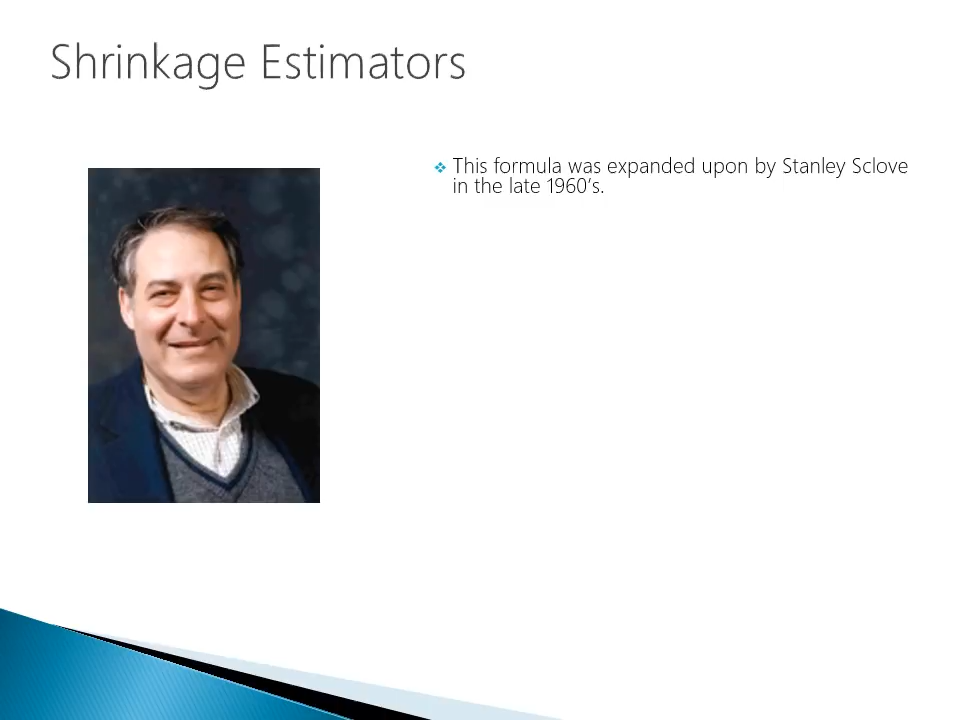 Shrinkage Estimators
This formula was expanded upon by Stanley Sclove
in the late 1960's.